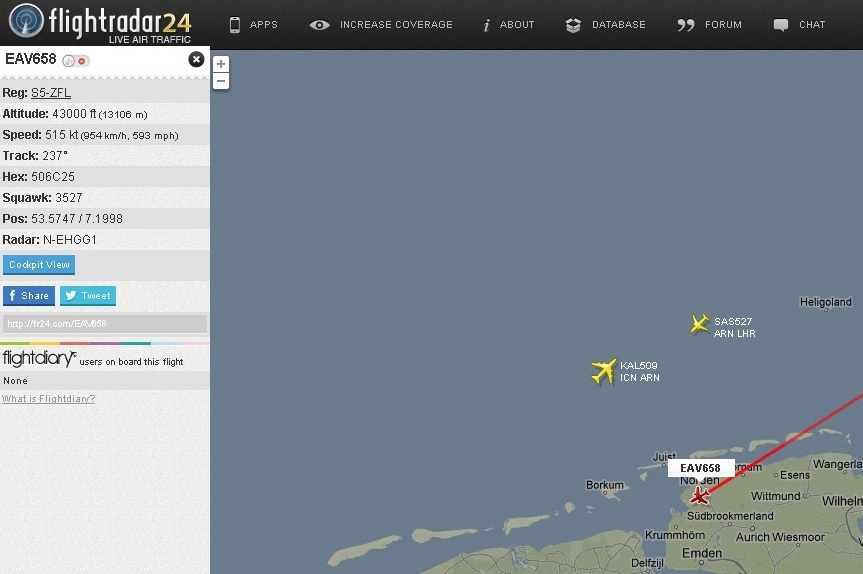 flightradar24
LIVE AIR TRAFFIC
APPS
INCREASE COVERAGE
ABOUT
DATABASE
FORUM
CHAT
EAV658
+
−
Reg: S5-ZFL
Altitude: 43000 ft (13106 m)
Speed: 515 kt (954 km/h, 593 mph)
Track: 237°
Hex: 506C25
Squawk: 3527
Pos: 53.5747 / 7.1998
Radar: N-EHGG1
Cockpit View
Share
Tweet
http://fr24.com/EAV658
flightdiary users on board this flight
None
What is Flightdiary?
Heligoland
SAS527
ARN LHR
KAL509
ICN ARN
Juist
EAV658
ornum
Norden
Esens
Wangerla
Borkum
Wittmund
Wilhelm
Südbrookmerland
Krummhörn
Aurich
Wiesmoor
Emden
Delfzijl